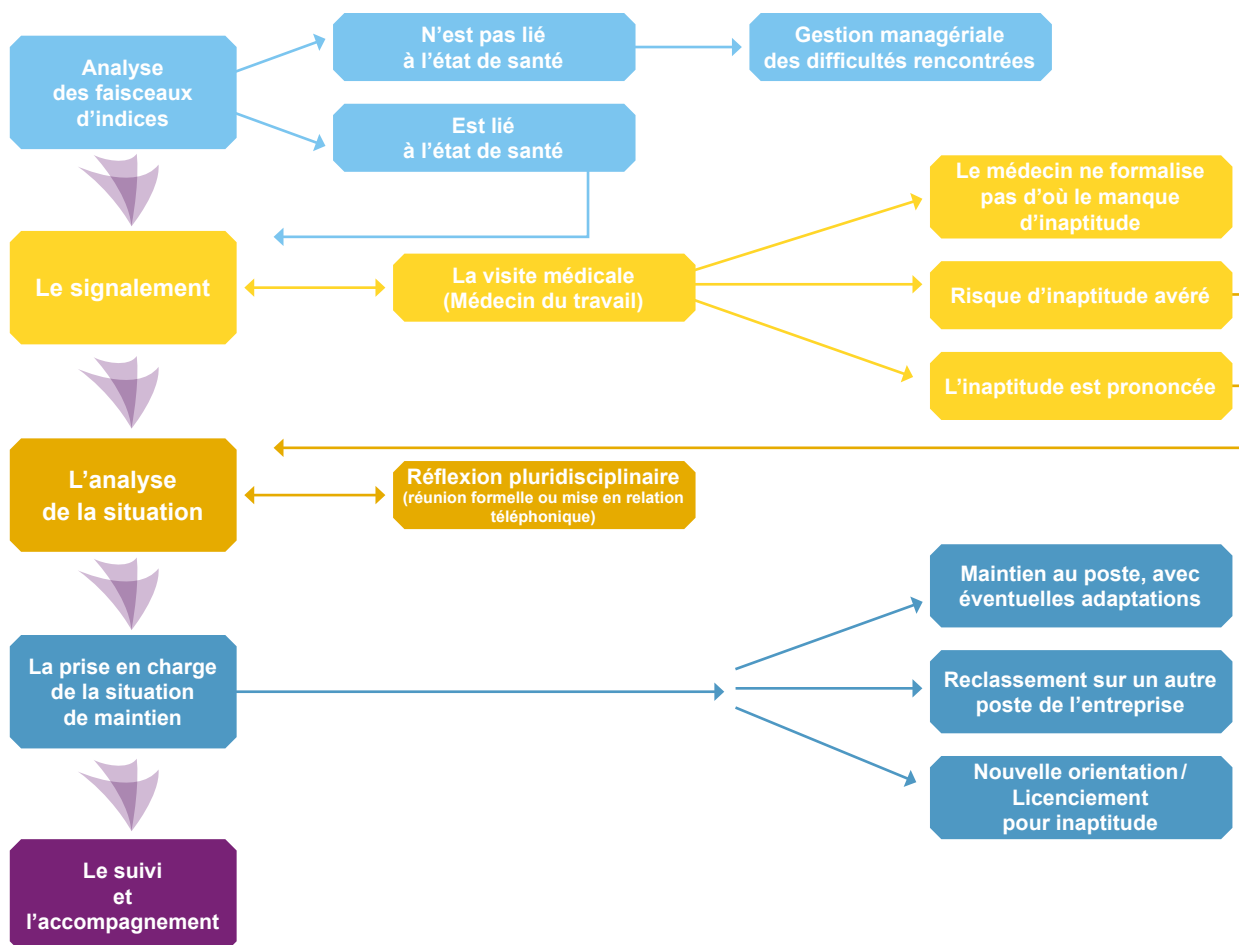 Analyse
des faisceaux
d’indices
N’est pas lié
à l’état de santé
Gestion managériale
des difficultés rencontrées
Est lié
à l’état de santé
Le signalement
La visite médicale
(Médecin du travail)
Le médecin ne formalise
pas d’où le manque
d’inaptitude
Risque d’inaptitude avéré
L’inaptitude est prononcée
L’analyse
de la situation
Réflexion pluridisciplinaire
(réunion formelle ou mise en relation
téléphonique)
La prise en charge
de la situation
de maintien
Maintien au poste, avec
éventuelles adaptations
Reclassement sur un autre
poste de l’entreprise
Nouvelle orientation /
Licenciement
pour inaptitude
Le suivi
et
l’accompagnement